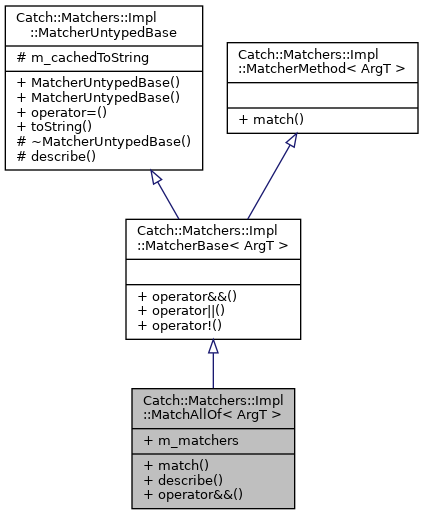 Catch::Matchers::Impl
::MatcherUntypedBase
# m_cachedToString
+ MatcherUntypedBase()
+ MatcherUntypedBase()
+ operator=()
+ toString()
# ~MatcherUntypedBase()
# describe()
Catch::Matchers::Impl
::MatcherMethod< ArgT >
+ match()
Catch::Matchers::Impl
::MatcherBase< ArgT >
+ operator&&()
+ operator||()
+ operator!()
Catch::Matchers::Impl
::MatchAllOf< ArgT >
+ m_matchers
+ match()
+ describe()
+ operator&&()